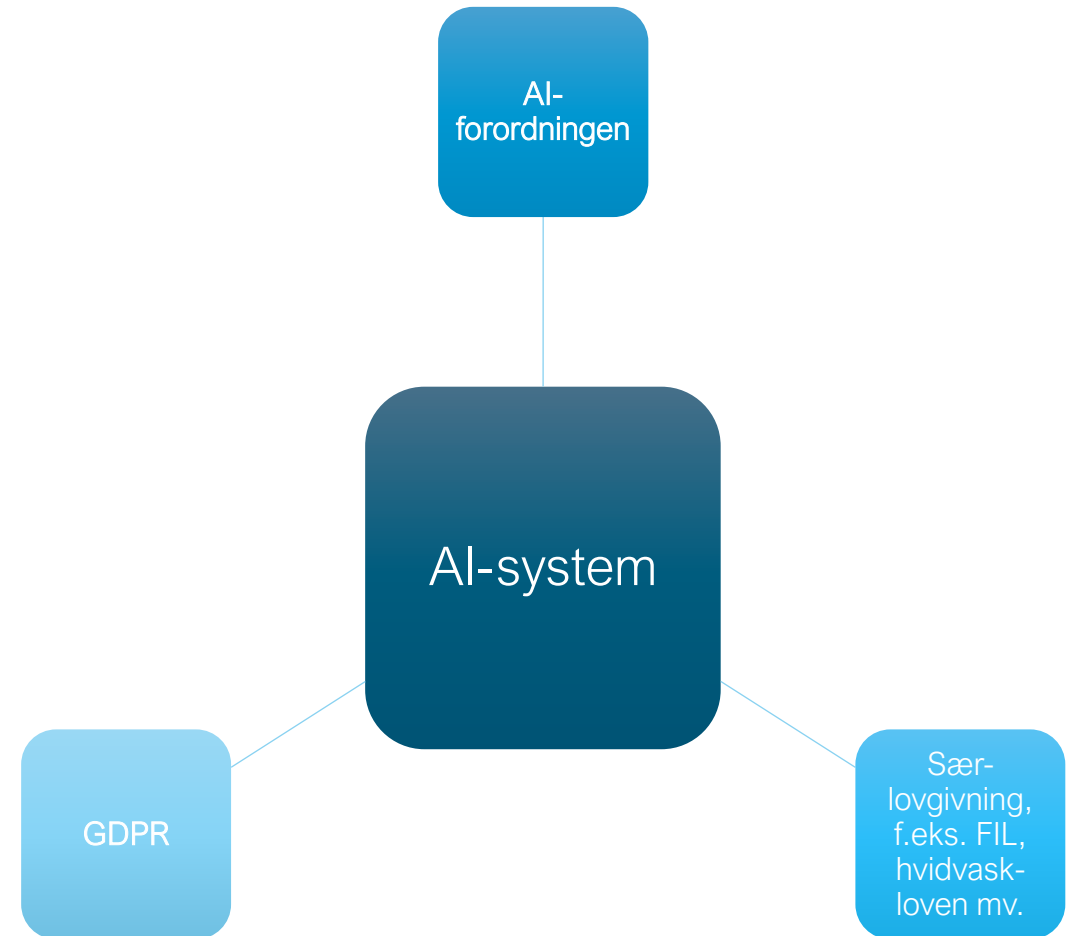 AI-
forordningen
AI-system
GDPR
Sær-
lovgivning,
f.eks. FIL,
hvidvask-
loven mv.